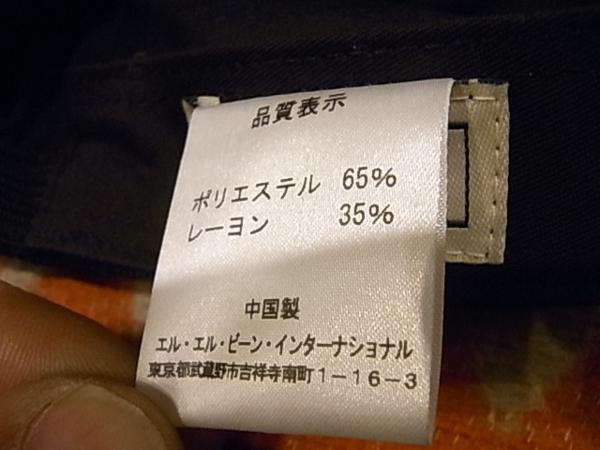 品質表示
ポリエステル 65%
レーヨン 35%
中国製
エル・エル・ビーン・インターナショナル
東京都武蔵野市吉祥寺南町1-16-3